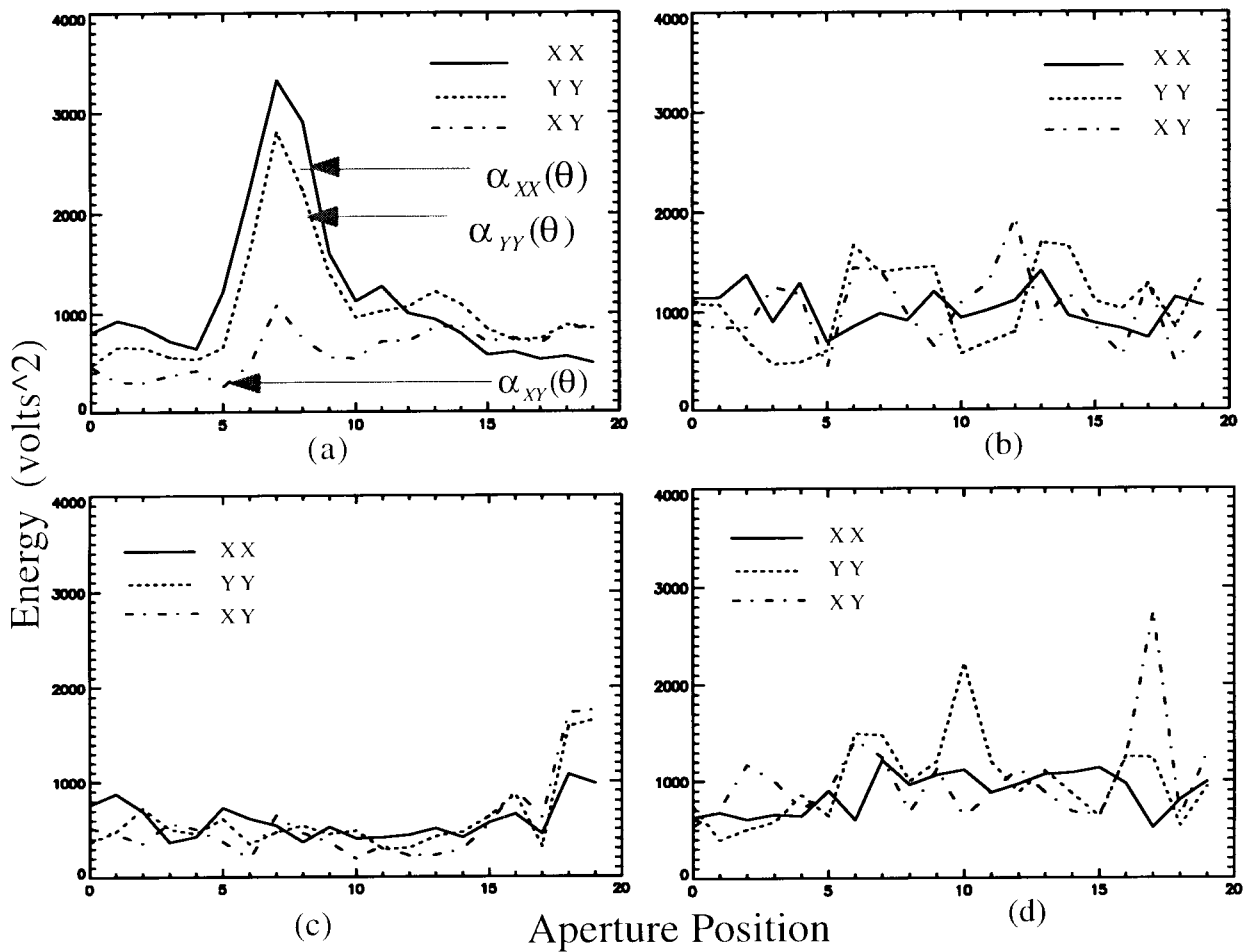 Energy (volts^2)
4000
3000
2000
1000
0
X X
Y Y
X Y
α_XX(θ)
α_YY(θ)
α_XY(θ)
0 5 10 15 20
(a)
4000
3000
2000
1000
0
X X
Y Y
X Y
0 5 10 15 20
(b)
4000
3000
2000
1000
0
X X
Y Y
X Y
0 5 10 15 20
(c)
4000
3000
2000
1000
0
X X
Y Y
X Y
0 5 10 15 20
(d)
Aperture Position